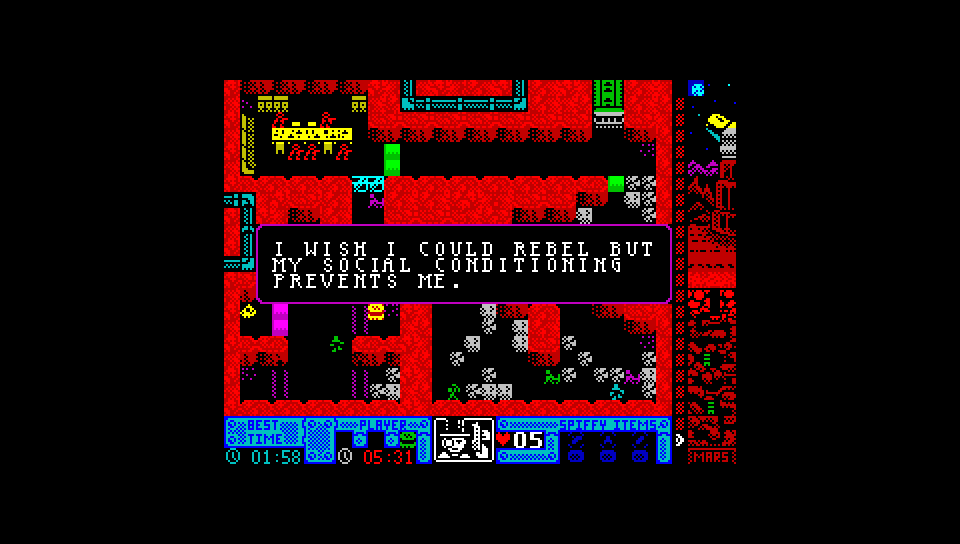 I WISH I COULD REBEL BUT
MY SOCIAL CONDITIONING
PREVENTS ME.
BEST
TIME
PLAYER
05
SPIFFY ITEMS
01:58
05:31
MARS